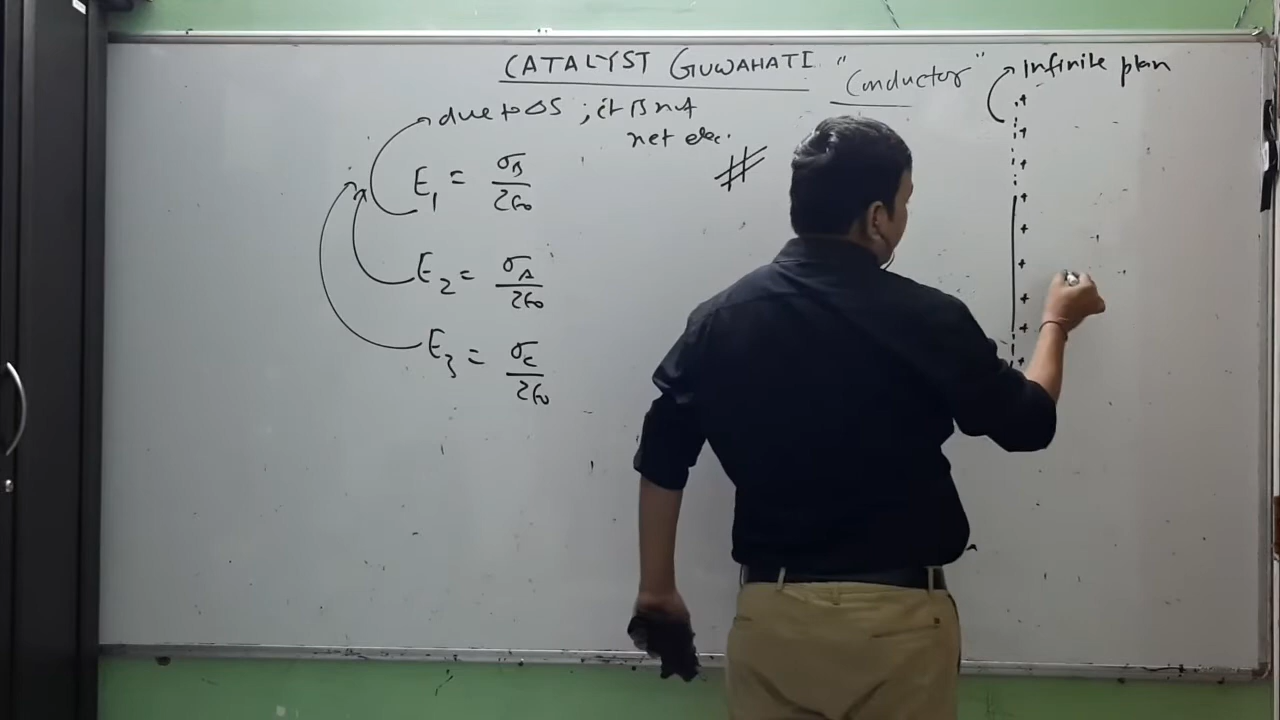 CATALYST GUWAHATI
"Conductor"
infinite plan
due to ΔS ; it is not
net elec.
#
E₁ = σ_B / 2ε₀
E₂ = σ_A / 2ε₀
E₃ = σ_C / 2ε₀
+
+
+
+
+
+
+
+
+